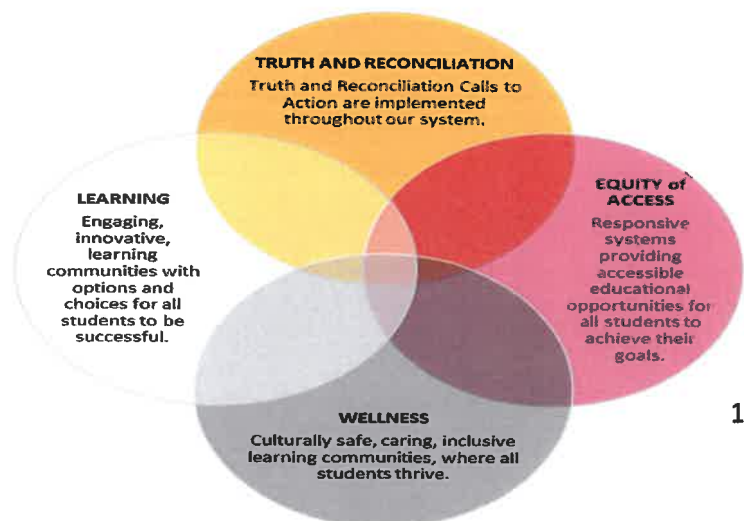 TRUTH AND RECONCILIATION
Truth and Reconciliation Calls to
Action are implemented
throughout our system.
LEARNING
Engaging,
innovative,
learning
communities with
options and
choices for all
students to be
successful.
EQUITY of
ACCESS
Responsive
systems
providing
accessible
educational
opportunities for
all students to
achieve their
goals.
WELLNESS
Culturally safe, caring, inclusive
learning communities, where all
students thrive.
1